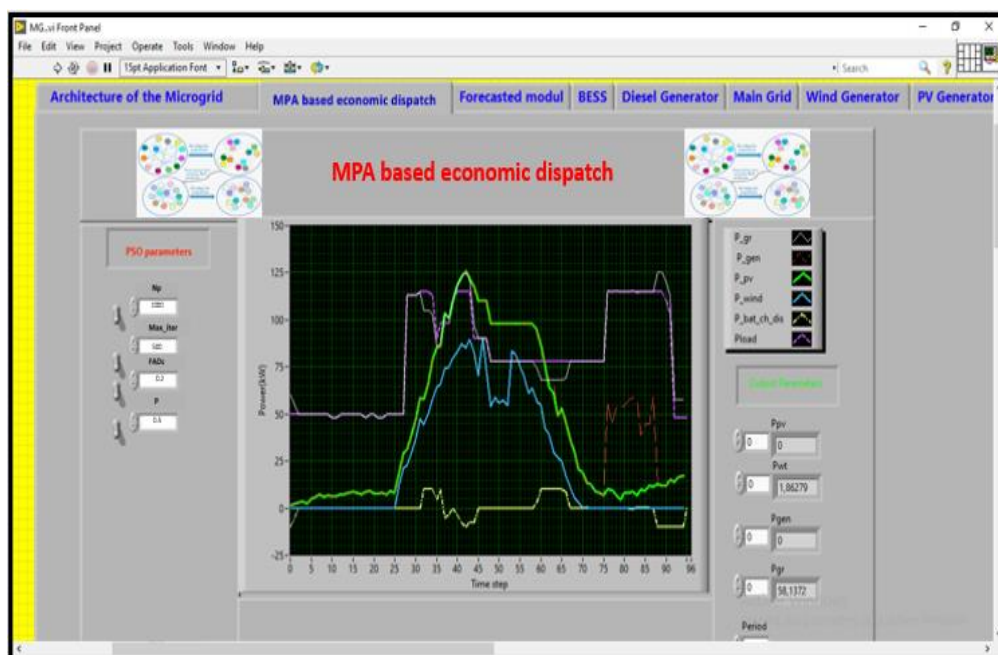 MG..vi Front Panel
File Edit View Project Operate Tools Window Help
15pt Application Font
Search
Architecture of the Microgrid
MPA based economic dispatch
Forecasted modul
BESS
Diesel Generator
Main Grid
Wind Generator
PV Generator
MPA based economic dispatch
PSO parameters
Np
Max_iter
FADs
0.2
P
0.5
Power(kW)
150
125
100
75
50
25
0
-25
0 5 10 15 20 25 30 35 40 45 50 55 60 65 70 75 80 85 90 96
Time step
P_gr
P_gen
P_pv
P_wind
P_bat_ch_dis
Pload
Output Parameters
Ppv
0
0
Pwt
0
1,86279
Pgen
0
0
Pgr
0
58,1372
Period